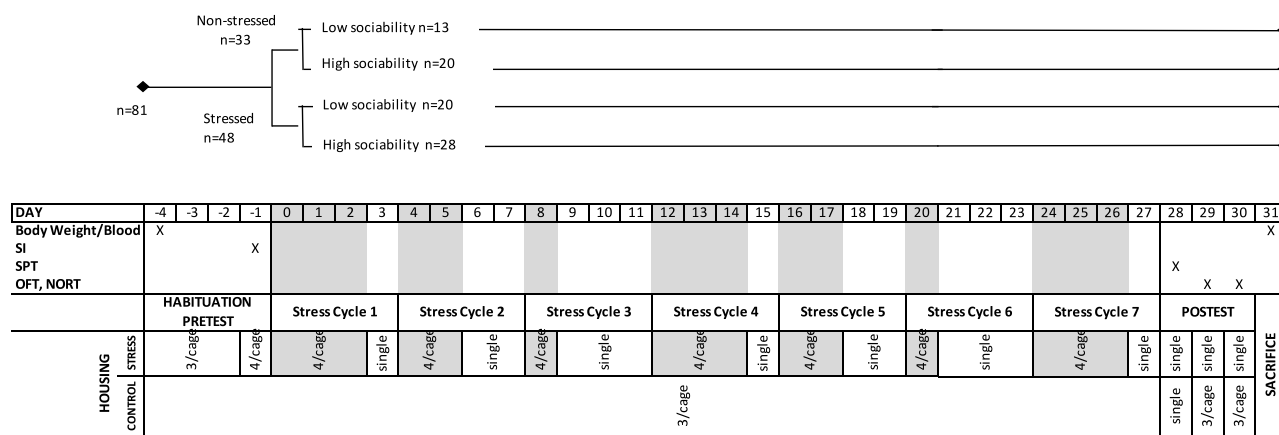 Non-stressed
n=33
Low sociability n=13
High sociability n=20
n=81
Stressed
n=48
Low sociability n=20
High sociability n=28
DAY -4 -3 -2 -1 0 1 2 3 4 5 6 7 8 9 10 11 12 13 14 15 16 17 18 19 20 21 22 23 24 25 26 27 28 29 30 31
Body Weight/Blood X X
SI X
SPT X
OFT, NORT X X
HABITUATION
PRETEST
Stress Cycle 1 Stress Cycle 2 Stress Cycle 3 Stress Cycle 4 Stress Cycle 5 Stress Cycle 6 Stress Cycle 7 POSTEST
SACRIFICE
HOUSING
STRESS 3/cage 4/cage 4/cage single 4/cage single 4/cage single 4/cage single 4/cage single 4/cage single 4/cage single single single single
CONTROL 3/cage single 3/cage 3/cage